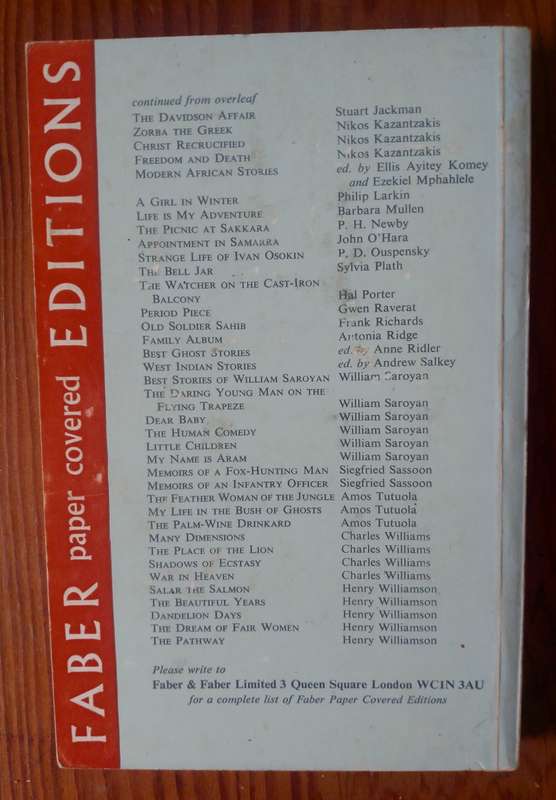 FABER paper covered EDITIONS
continued from overleaf
THE DAVIDSON AFFAIR Stuart Jackman
ZORBA THE GREEK Nikos Kazantzakis
CHRIST RECRUCIFIED Nikos Kazantzakis
FREEDOM AND DEATH Nikos Kazantzakis
MODERN AFRICAN STORIES ed. by Ellis Ayitey Komey
and Ezekiel Mphahlele
A GIRL IN WINTER Philip Larkin
LIFE IS MY ADVENTURE Barbara Mullen
THE PICNIC AT SAKKARA P. H. Newby
APPOINTMENT IN SAMARRA John O'Hara
STRANGE LIFE OF IVAN OSOKIN P. D. Ouspensky
THE BELL JAR Sylvia Plath
THE WATCHER ON THE CAST-IRON
BALCONY Hal Porter
PERIOD PIECE Gwen Raverat
OLD SOLDIER SAHIB Frank Richards
FAMILY ALBUM Antonia Ridge
BEST GHOST STORIES ed. by Anne Ridler
WEST INDIAN STORIES ed. by Andrew Salkey
BEST STORIES OF WILLIAM SAROYAN William Saroyan
THE DARING YOUNG MAN ON THE
FLYING TRAPEZE William Saroyan
DEAR BABY William Saroyan
THE HUMAN COMEDY William Saroyan
LITTLE CHILDREN William Saroyan
MY NAME IS ARAM William Saroyan
MEMOIRS OF A FOX-HUNTING MAN Siegfried Sassoon
MEMOIRS OF AN INFANTRY OFFICER Siegfried Sassoon
THE FEATHER WOMAN OF THE JUNGLE Amos Tutuola
MY LIFE IN THE BUSH OF GHOSTS Amos Tutuola
THE PALM-WINE DRINKARD Amos Tutuola
MANY DIMENSIONS Charles Williams
THE PLACE OF THE LION Charles Williams
SHADOWS OF ECSTASY Charles Williams
WAR IN HEAVEN Charles Williams
SALAR THE SALMON Henry Williamson
THE BEAUTIFUL YEARS Henry Williamson
DANDELION DAYS Henry Williamson
THE DREAM OF FAIR WOMEN Henry Williamson
THE PATHWAY Henry Williamson
Please write to
Faber & Faber Limited 3 Queen Square London WC1N 3AU
for a complete list of Faber Paper Covered Editions